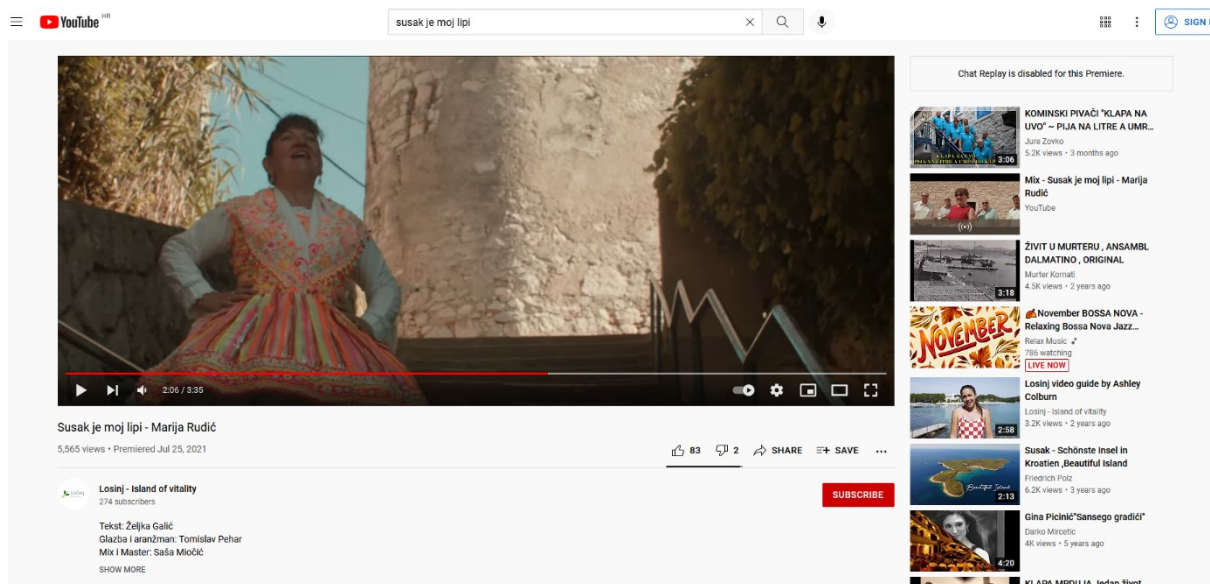 YouTube HR
susak je moj lipi
SIGN
2:06 / 3:35
Susak je moj lipi - Marija Rudić
5,565 views • Premiered Jul 25, 2021
83
2
SHARE
SAVE
Losinj - Island of vitality
274 subscribers
SUBSCRIBE
Tekst: Željka Galić
Glazba i aranžman: Tomislav Pehar
Mix i Master: Saša Miočić
SHOW MORE
Chat Replay is disabled for this Premiere.
3:06
KOMINSKI PIVAČI "KLAPA NA
UVO" ~ PIJA NA LITRE A UMR...
Jure Zovko
5.2K views • 3 months ago
Mix - Susak je moj lipi - Marija
Rudić
YouTube
3:18
ŽIVIT U MURTERU , ANSAMBL
DALMATINO , ORIGINAL
Murter Kornati
4.5K views • 2 years ago
NOVEMBER
November BOSSA NOVA -
Relaxing Bossa Nova Jazz...
Relax Music
786 watching
LIVE NOW
2:58
Losinj video guide by Ashley
Colburn
Losinj - Island of vitality
3.2K views • 2 years ago
Beautiful Island
2:13
Susak - Schönste Insel in
Kroatien ,Beautiful Island
Friedrich Polz
6.2K views • 3 years ago
4:20
Gina Picinić"Sansego gradići"
Darko Mircetic
4K views • 5 years ago